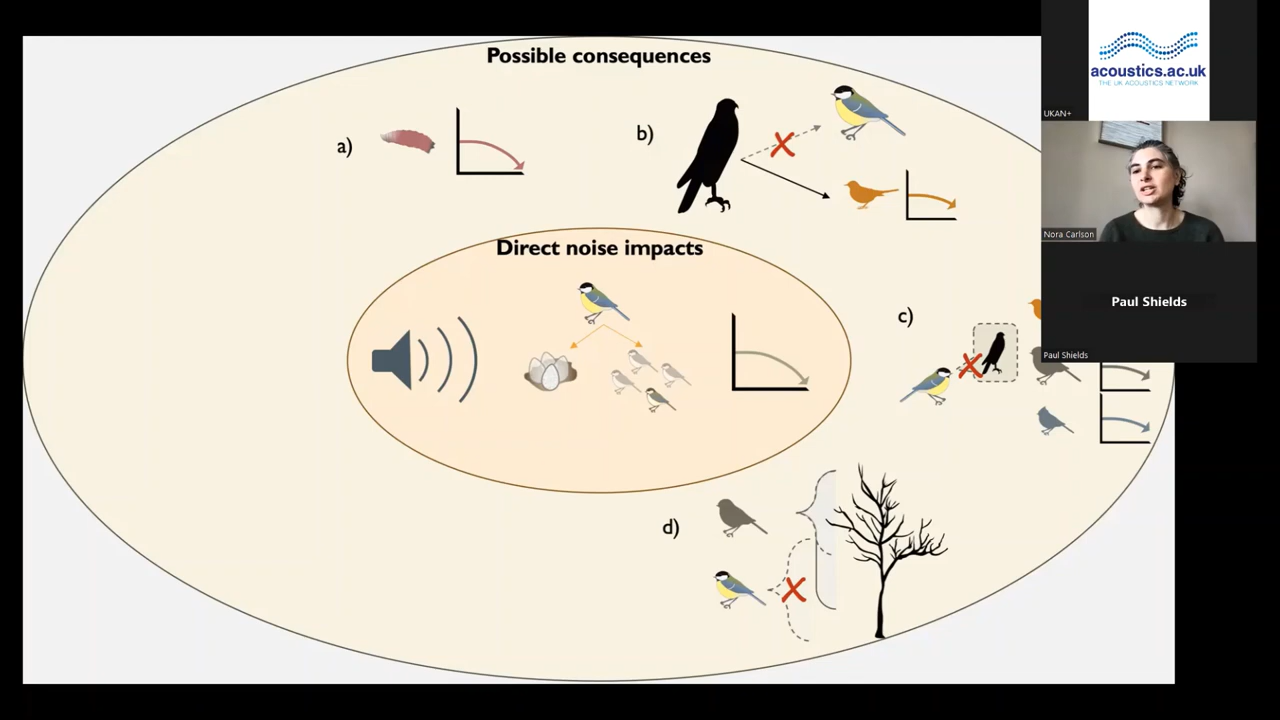 Possible consequences
a)
b)
Direct noise impacts
c)
d)
acoustics.ac.uk
THE UK ACOUSTICS NETWORK
UKAN+
Nora Carlson
Paul Shields
Paul Shields